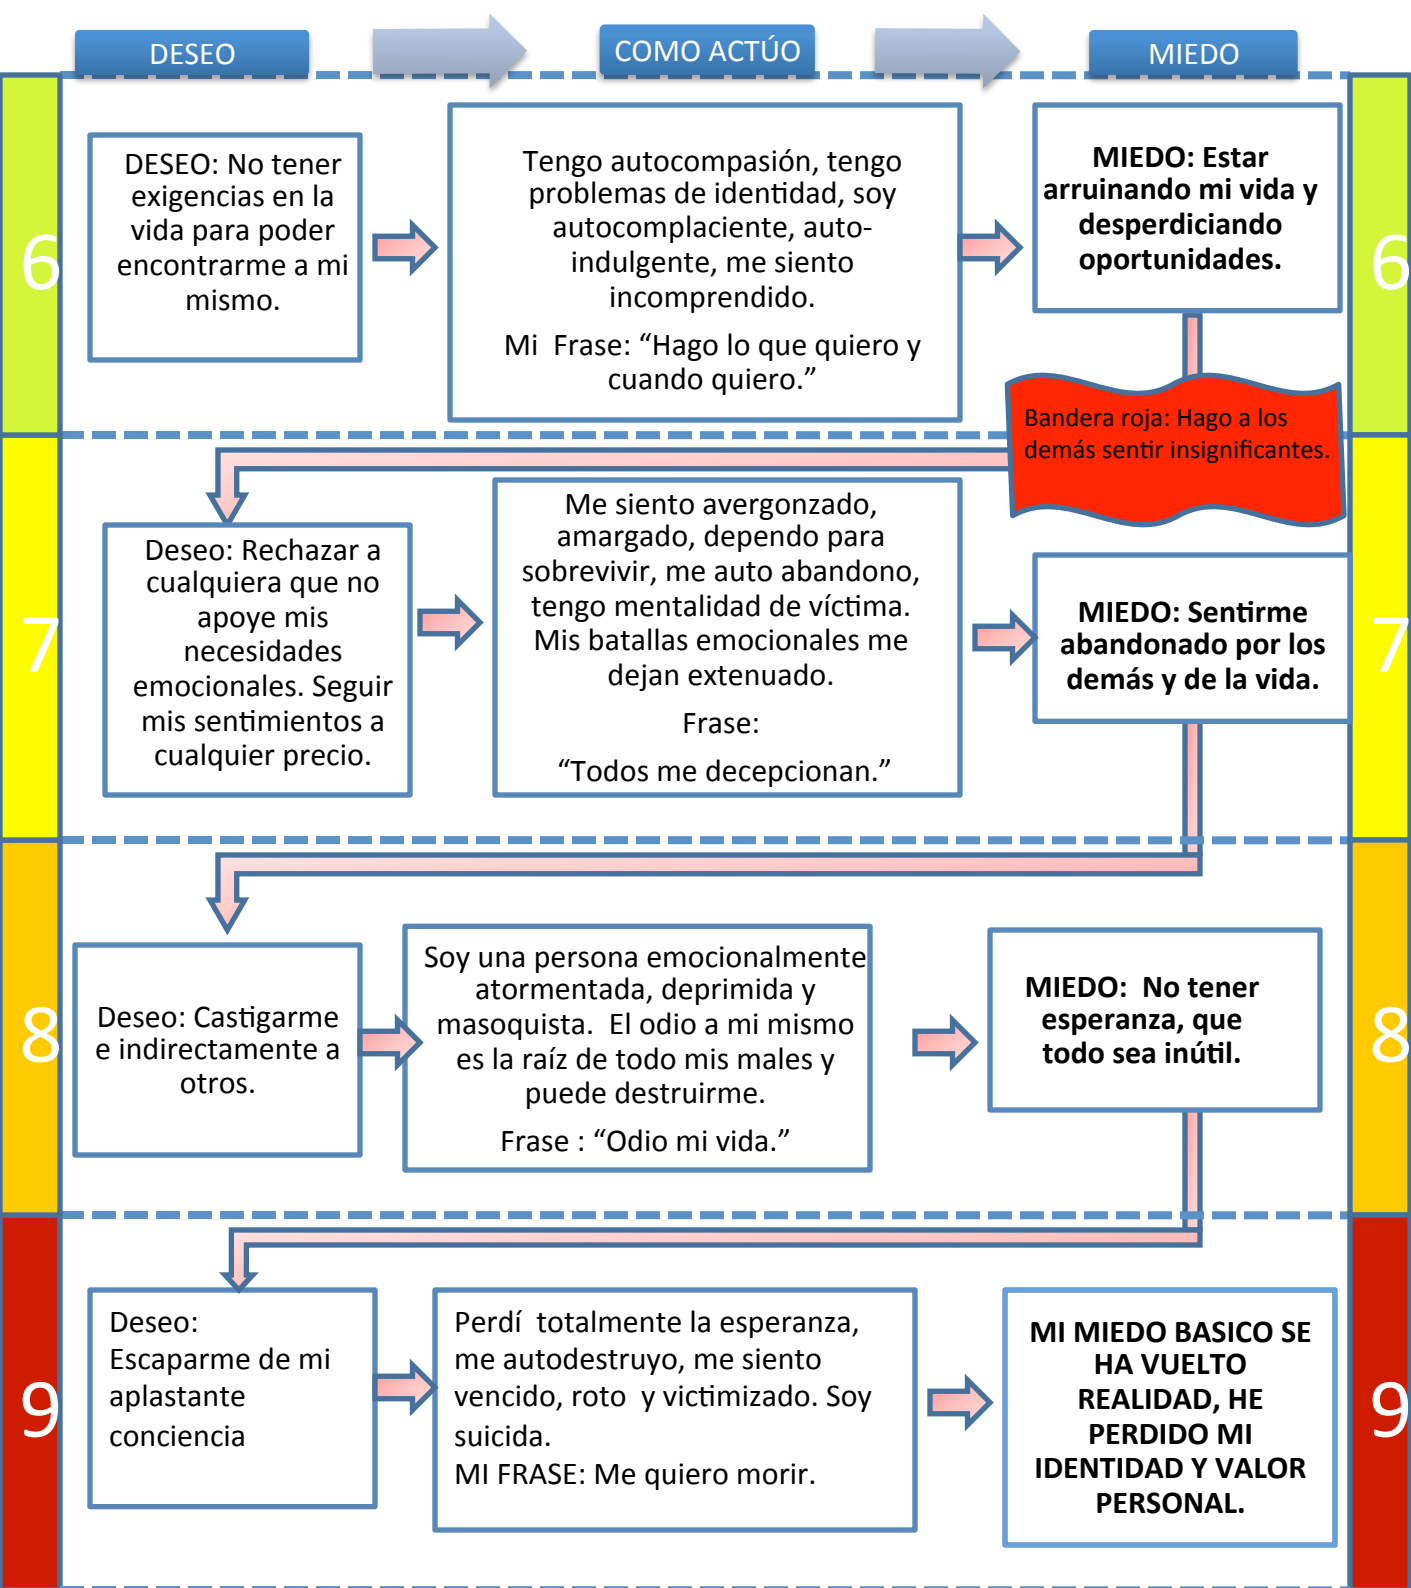 DESEO
COMO ACTÚO
MIEDO
6
DESEO: No tener
exigencias en la
vida para poder
encontrarme a mi
mismo.
Tengo autocompasión, tengo
problemas de identidad, soy
autocomplaciente, auto-
indulgente, me siento
incomprendido.
Mi Frase: “Hago lo que quiero y
cuando quiero.”
MIEDO: Estar
arruinando mi vida y
desperdiciando
oportunidades.
6
Bandera roja: Hago a los
demás sentir insignificantes.
7
Deseo: Rechazar a
cualquiera que no
apoye mis
necesidades
emocionales. Seguir
mis sentimientos a
cualquier precio.
Me siento avergonzado,
amargado, dependo para
sobrevivir, me auto abandono,
tengo mentalidad de víctima.
Mis batallas emocionales me
dejan extenuado.
Frase:
“Todos me decepcionan.”
MIEDO: Sentirme
abandonado por los
demás y de la vida.
7
8
Deseo: Castigarme
e indirectamente a
otros.
Soy una persona emocionalmente
atormentada, deprimida y
masoquista. El odio a mi mismo
es la raíz de todo mis males y
puede destruirme.
Frase : “Odio mi vida.”
MIEDO: No tener
esperanza, que
todo sea inútil.
8
9
Deseo:
Escaparme de mi
aplastante
conciencia
Perdí totalmente la esperanza,
me autodestruyo, me siento
vencido, roto y victimizado. Soy
suicida.
MI FRASE: Me quiero morir.
MI MIEDO BASICO SE
HA VUELTO
REALIDAD, HE
PERDIDO MI
IDENTIDAD Y VALOR
PERSONAL.
9